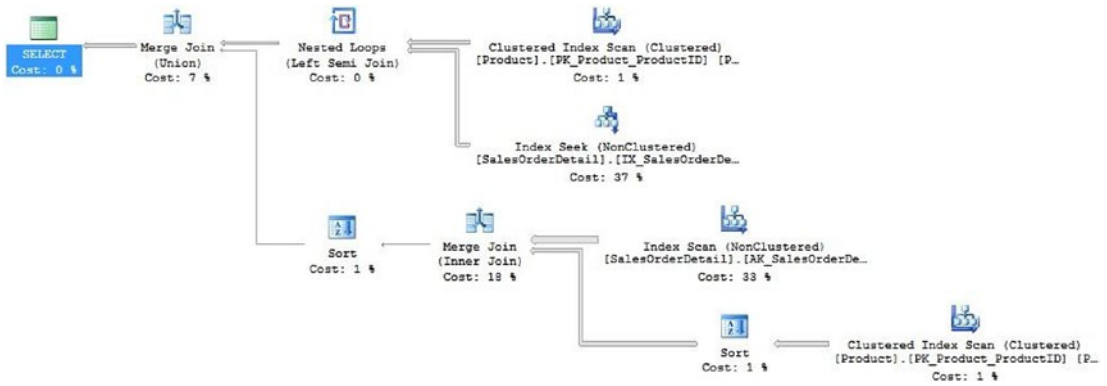 SELECT
Cost: 0 %
Merge Join
(Union)
Cost: 7 %
Nested Loops
(Left Semi Join)
Cost: 0 %
Clustered Index Scan (Clustered)
[Product].[PK_Product_ProductID] [P…
Cost: 1 %
Index Seek (NonClustered)
[SalesOrderDetail].[IX_SalesOrderDe…
Cost: 37 %
Sort
Cost: 1 %
Merge Join
(Inner Join)
Cost: 18 %
Index Scan (NonClustered)
[SalesOrderDetail].[AK_SalesOrderDe…
Cost: 33 %
Sort
Cost: 1 %
Clustered Index Scan (Clustered)
[Product].[PK_Product_ProductID] [P…
Cost: 1 %